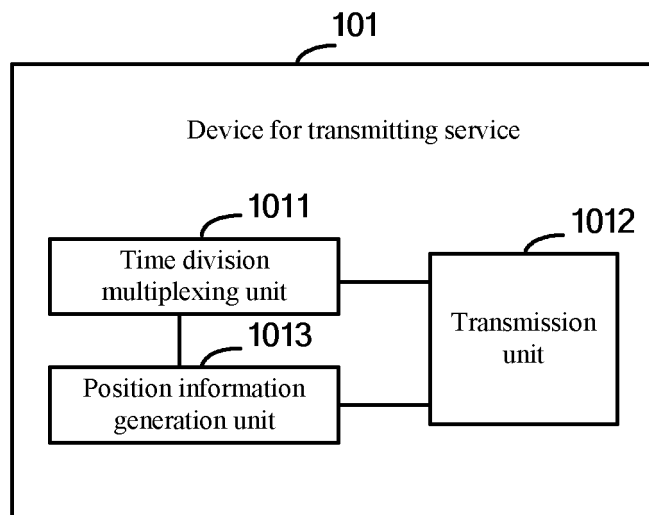 101
Device for transmitting service
1011
Time division
multiplexing unit
1012
Transmission
unit
1013
Position information
generation unit